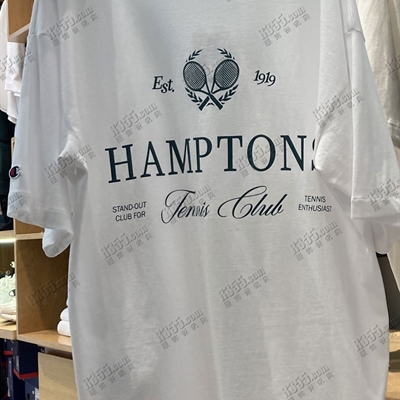 Est. 1919
HAMPTONS
STAND-OUT
CLUB FOR
Tennis Club
TENNIS
ENTHUSIAST